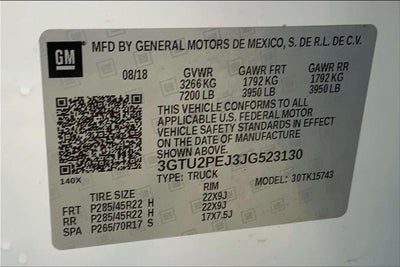 GM MFD BY GENERAL MOTORS DE MEXICO, S. DE R.L. DE C.V.
08/18 GVWR GAWR FRT GAWR RR
3266 KG 1792 KG 1792 KG
7200 LB 3950 LB 3950 LB
THIS VEHICLE CONFORMS TO ALL
APPLICABLE U.S. FEDERAL MOTOR
VEHICLE SAFETY STANDARDS IN EFFECT
ON THE DATE OF MANUFACTURE
SHOWN ABOVE.
3GTU2PEJ3JG523130
140X TYPE: TRUCK MODEL: 30TK15743
TIRE SIZE RIM
FRT P285/45R22 H 22X9J
RR P285/45R22 H 22X9J
SPA P265/70R17 S 17X7.5J